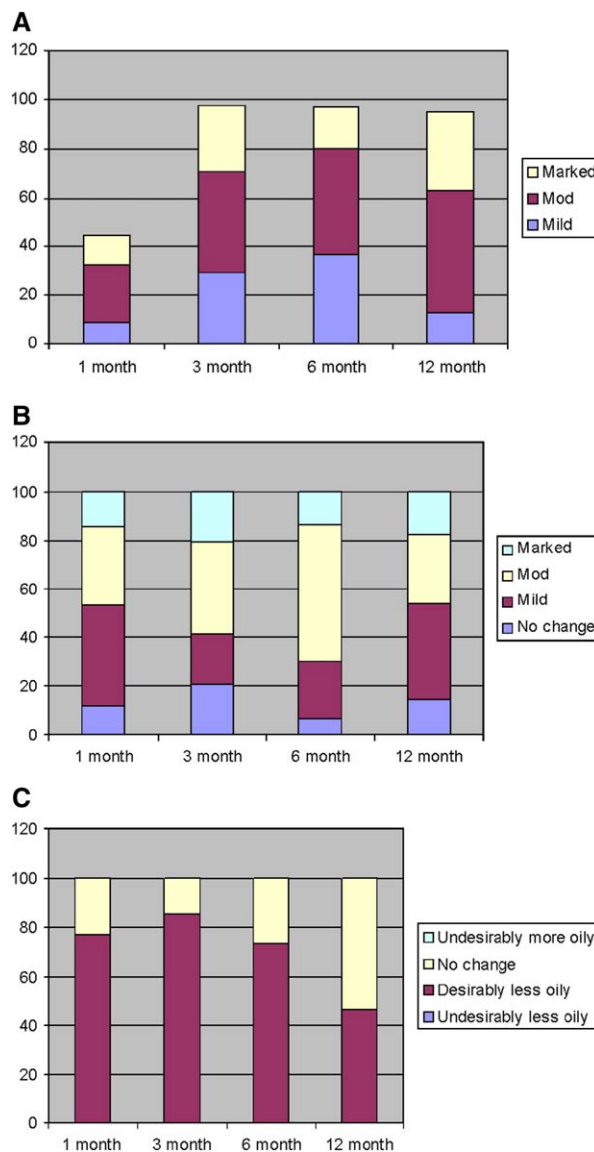 A
120
100
80
60
40
20
0
1 month 3 month 6 month 12 month
Marked
Mod
Mild
B
120
100
80
60
40
20
0
1 month 3 month 6 month 12 month
Marked
Mod
Mild
No change
C
120
100
80
60
40
20
0
1 month 3 month 6 month 12 month
Undesirably more oily
No change
Desirably less oily
Undesirably less oily